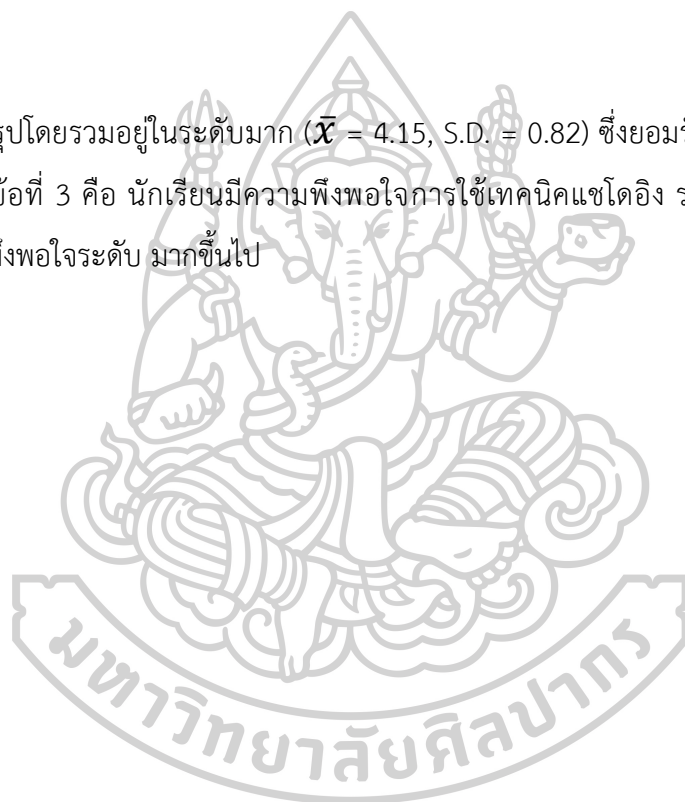 รุปโดยรวมอยู่ในระดับมาก (x̄ = 4.15, S.D. = 0.82) ซึ่งยอมรั
ข้อที่ 3 คือ นักเรียนมีความพึงพอใจการใช้เทคนิคแชโดอิง ร
พึงพอใจระดับ มากขึ้นไป
มหาวิทยาลัยศิลปากร